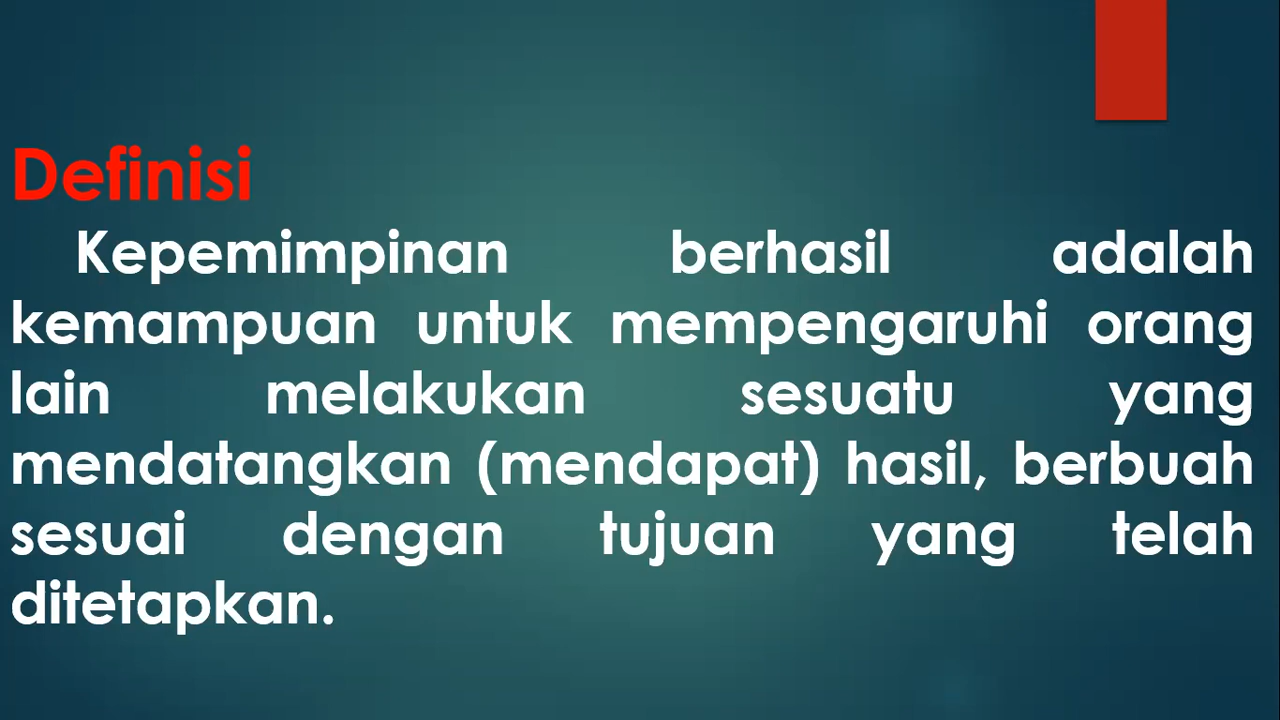 Definisi
Kepemimpinan berhasil adalah
kemampuan untuk mempengaruhi orang
lain melakukan sesuatu yang
mendatangkan (mendapat) hasil, berbuah
sesuai dengan tujuan yang telah
ditetapkan.